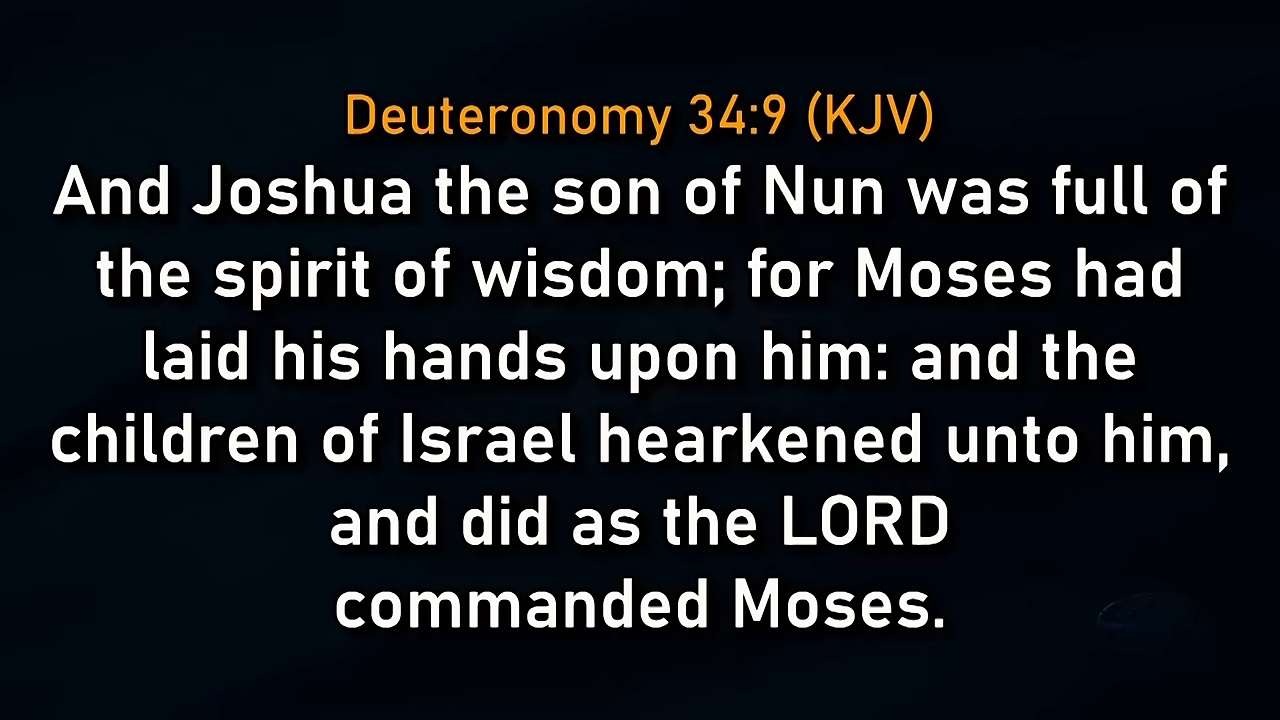 Deuteronomy 34:9 (KJV)
And Joshua the son of Nun was full of
the spirit of wisdom; for Moses had
laid his hands upon him: and the
children of Israel hearkened unto him,
and did as the LORD
commanded Moses.